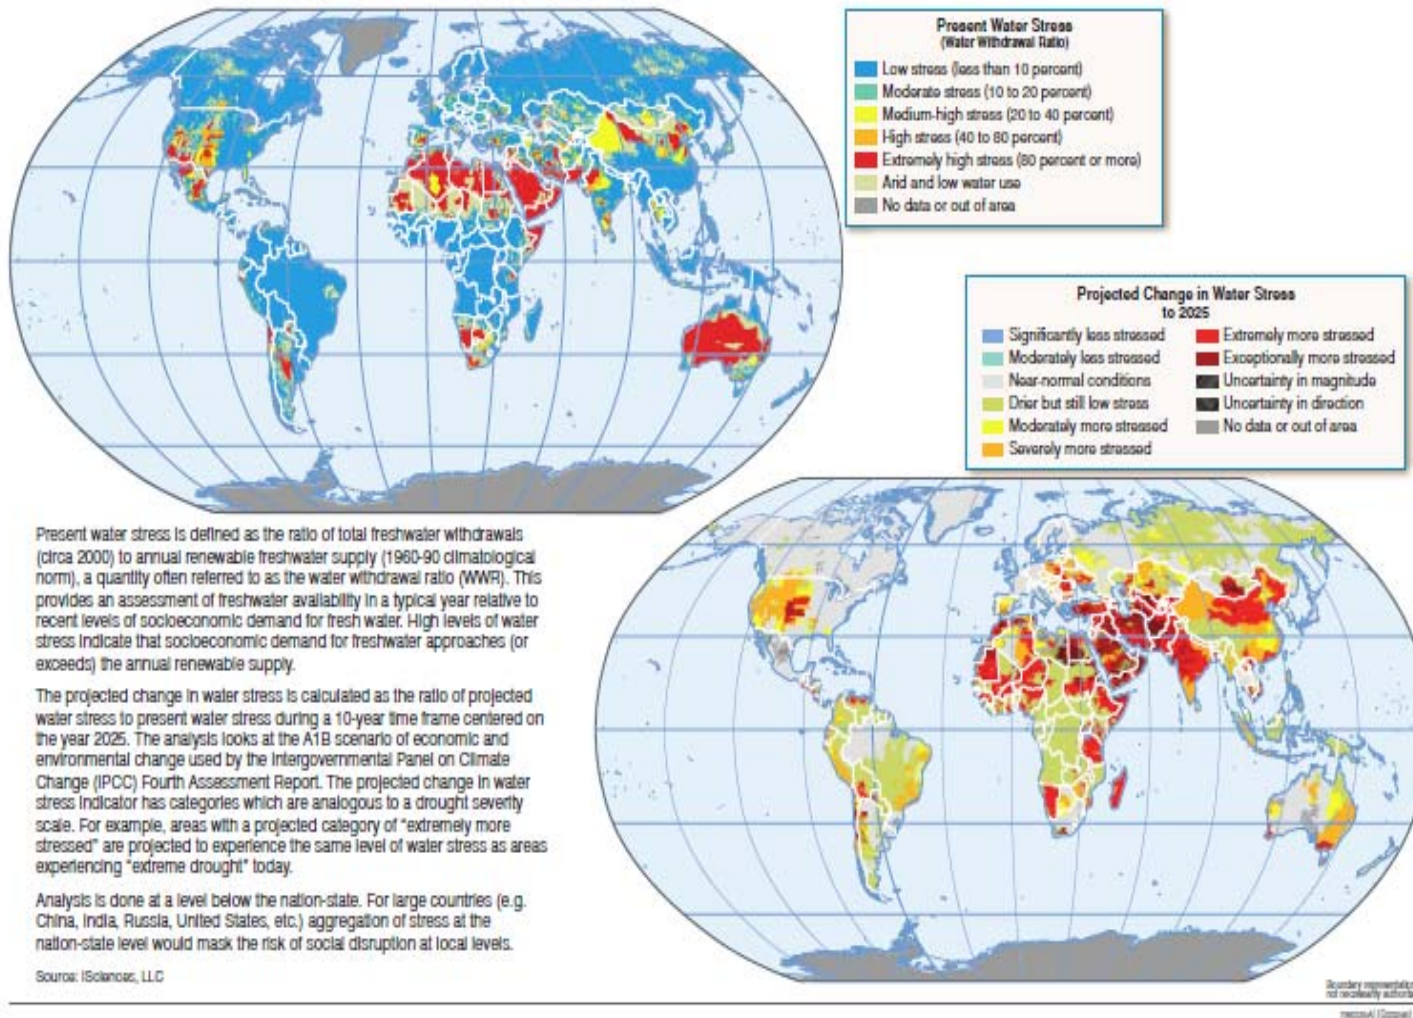 Present Water Stress
(Water Withdrawal Ratio)
Low stress (less than 10 percent)
Moderate stress (10 to 20 percent)
Medium-high stress (20 to 40 percent)
High stress (40 to 80 percent)
Extremely high stress (80 percent or more)
Arid and low water use
No data or out of area
Projected Change in Water Stress
to 2025
Significantly less stressed
Moderately less stressed
Near-normal conditions
Drier but still low stress
Moderately more stressed
Severely more stressed
Extremely more stressed
Exceptionally more stressed
Uncertainty in magnitude
Uncertainty in direction
No data or out of area
Present water stress is defined as the ratio of total freshwater withdrawals
(circa 2000) to annual renewable freshwater supply (1960-90 climatological
norm), a quantity often referred to as the water withdrawal ratio (WWR). This
provides an assessment of freshwater availability in a typical year relative to
recent levels of socioeconomic demand for fresh water. High levels of water
stress indicate that socioeconomic demand for freshwater approaches (or
exceeds) the annual renewable supply.
The projected change in water stress is calculated as the ratio of projected
water stress to present water stress during a 10-year time frame centered on
the year 2025. The analysis looks at the A1B scenario of economic and
environmental change used by the Intergovernmental Panel on Climate
Change (IPCC) Fourth Assessment Report. The projected change in water
stress indicator has categories which are analogous to a drought severity
scale. For example, areas with a projected category of "extremely more
stressed" are projected to experience the same level of water stress as areas
experiencing "extreme drought" today.
Analysis is done at a level below the nation-state. For large countries (e.g.
China, India, Russia, United States, etc.) aggregation of stress at the
nation-state level would mask the risk of social disruption at local levels.
Source: ISciences, LLC
Boundary
not necessarily